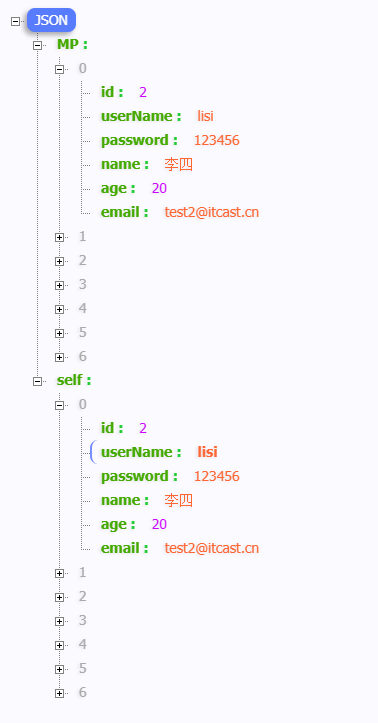 JSON
MP :
0
id : 2
userName : lisi
password : 123456
name : 李四
age : 20
email : test2@itcast.cn
1
2
3
4
5
6
self :
0
id : 2
userName : lisi
password : 123456
name : 李四
age : 20
email : test2@itcast.cn
1
2
3
4
5
6